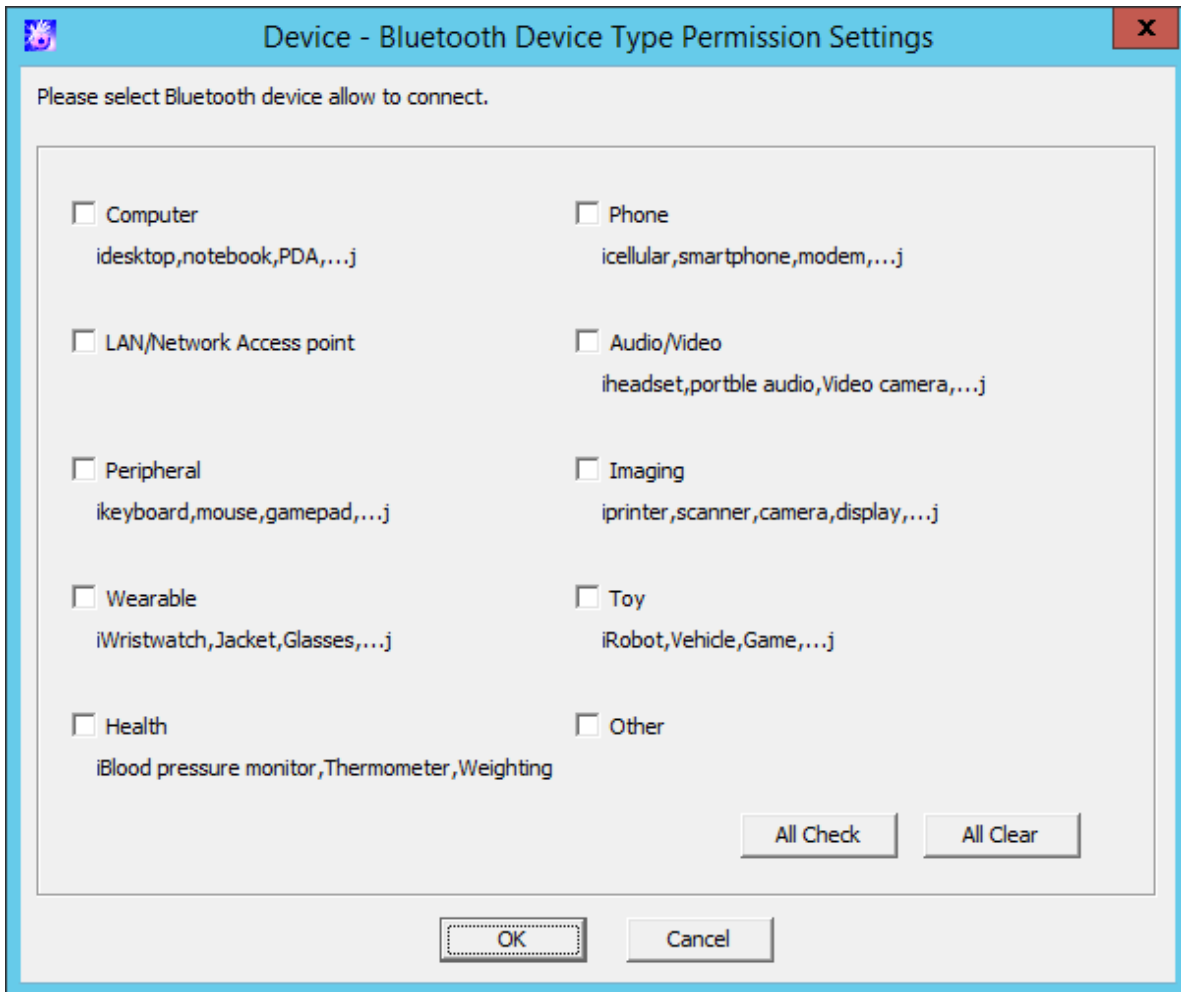 Device - Bluetooth Device Type Permission Settings
X
Please select Bluetooth device allow to connect.
Computer
Phone
idesktop,notebook,PDA,...j
icellular,smartphone,modem,...j
LAN/Network Access point
Audio/Video
iheadset,portble audio,Video camera,...j
Peripheral
Imaging
ikeyboard,mouse,gamepad,...j
iprinter,scanner,camera,display,...j
Wearable
Toy
iWristwatch,Jacket,Glasses,...j
iRobot,Vehicle,Game,...j
Health
Other
iBlood pressure monitor,Thermometer,Weighting
All Check
All Clear
OK
Cancel